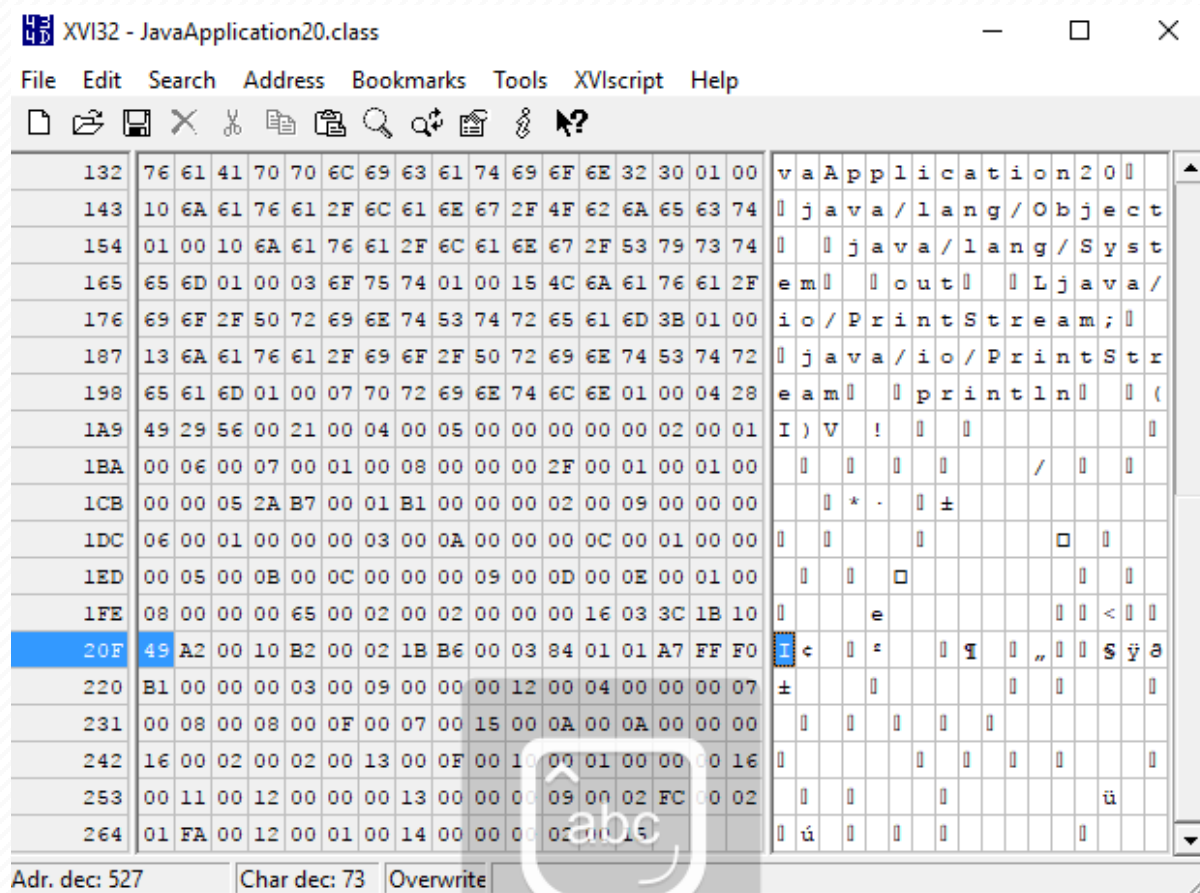 XVI32 - JavaApplication20.class
File Edit Search Address Bookmarks Tools XVIscript Help
132 76 61 41 70 70 6C 69 63 61 74 69 6F 6E 32 30 01 00 vaApplication20
143 10 6A 61 76 61 2F 6C 61 6E 67 2F 4F 62 6A 65 63 74 java/lang/Object
154 01 00 10 6A 61 76 61 2F 6C 61 6E 67 2F 53 79 73 74 java/lang/Syst
165 65 6D 01 00 03 6F 75 74 01 00 15 4C 6A 61 76 61 2F em out Ljava/
176 69 6F 2F 50 72 69 6E 74 53 74 72 65 61 6D 3B 01 00 io/PrintStream;
187 13 6A 61 76 61 2F 69 6F 2F 50 72 69 6E 74 53 74 72 java/io/PrintStr
198 65 61 6D 01 00 07 70 72 69 6E 74 6C 6E 01 00 04 28 eam println (
1A9 49 29 56 00 21 00 04 00 05 00 00 00 00 00 02 00 01 I)V !
1BA 00 06 00 07 00 01 00 08 00 00 00 2F 00 01 00 01 00 /
1CB 00 00 05 2A B7 00 01 B1 00 00 00 02 00 09 00 00 00 * · ±
1DC 06 00 01 00 00 00 03 00 0A 00 00 00 0C 00 01 00 00
1ED 00 05 00 0B 00 0C 00 00 00 09 00 0D 00 0E 00 01 00
1FE 08 00 00 00 65 00 02 00 02 00 00 00 16 03 3C 1B 10 e <
20F 49 A2 00 10 B2 00 02 1B B6 00 03 84 01 01 A7 FF F0 I ¢ ² ¶ „ § ÿ ð
220 B1 00 00 00 03 00 09 00 00 00 12 00 04 00 00 00 07 ±
231 00 08 00 08 00 0F 00 07 00 15 00 0A 00 0A 00 00 00
242 16 00 02 00 02 00 13 00 0F 00 10 00 01 00 00 00 16
253 00 11 00 12 00 00 00 13 00 00 00 09 00 02 FC 00 02 ü
264 01 FA 00 12 00 01 00 14 00 00 00 02 00 15 ú
abc
Adr. dec: 527 Char dec: 73 Overwrite